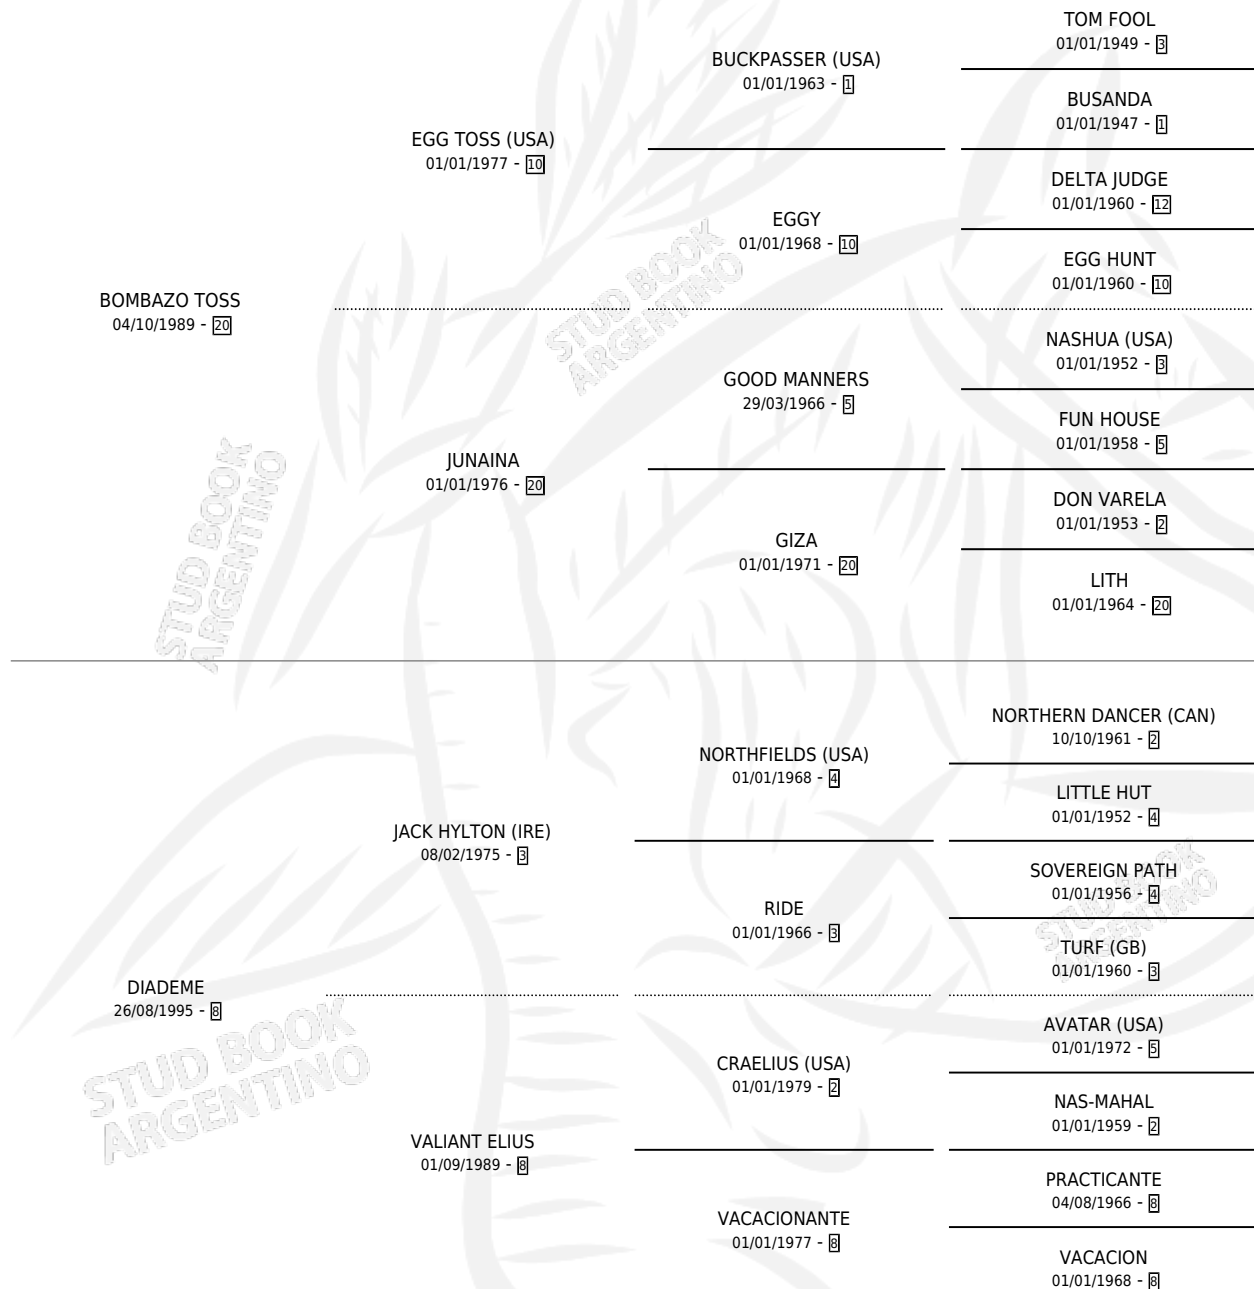 TOM FOOL
01/01/1949 - 3
BUCKPASSER (USA)
01/01/1963 - 1
BUSANDA
01/01/1947 - 1
EGG TOSS (USA)
01/01/1977 - 10
DELTA JUDGE
01/01/1960 - 12
EGGY
01/01/1968 - 10
EGG HUNT
01/01/1960 - 10
BOMBAZO TOSS
04/10/1989 - 20
NASHUA (USA)
01/01/1952 - 3
GOOD MANNERS
29/03/1966 - 5
FUN HOUSE
01/01/1958 - 5
JUNAINA
01/01/1976 - 20
DON VARELA
01/01/1953 - 2
GIZA
01/01/1971 - 20
LITH
01/01/1964 - 20
NORTHERN DANCER (CAN)
10/10/1961 - 2
NORTHFIELDS (USA)
01/01/1968 - 4
LITTLE HUT
01/01/1952 - 4
JACK HYLTON (IRE)
08/02/1975 - 3
SOVEREIGN PATH
01/01/1956 - 4
RIDE
01/01/1966 - 3
TURF (GB)
01/01/1960 - 3
DIADEME
26/08/1995 - 8
AVATAR (USA)
01/01/1972 - 5
CRAELIUS (USA)
01/01/1979 - 2
NAS-MAHAL
01/01/1959 - 2
VALIANT ELIUS
01/09/1989 - 8
PRACTICANTE
04/08/1966 - 8
VACACIONANTE
01/01/1977 - 8
VACACION
01/01/1968 - 8
STUD BOOK
ARGENTINO
STUD BOOK
ARGENTINO
STUD BOOK
ARGENTINO
STUD BOOK
ARGENTINO